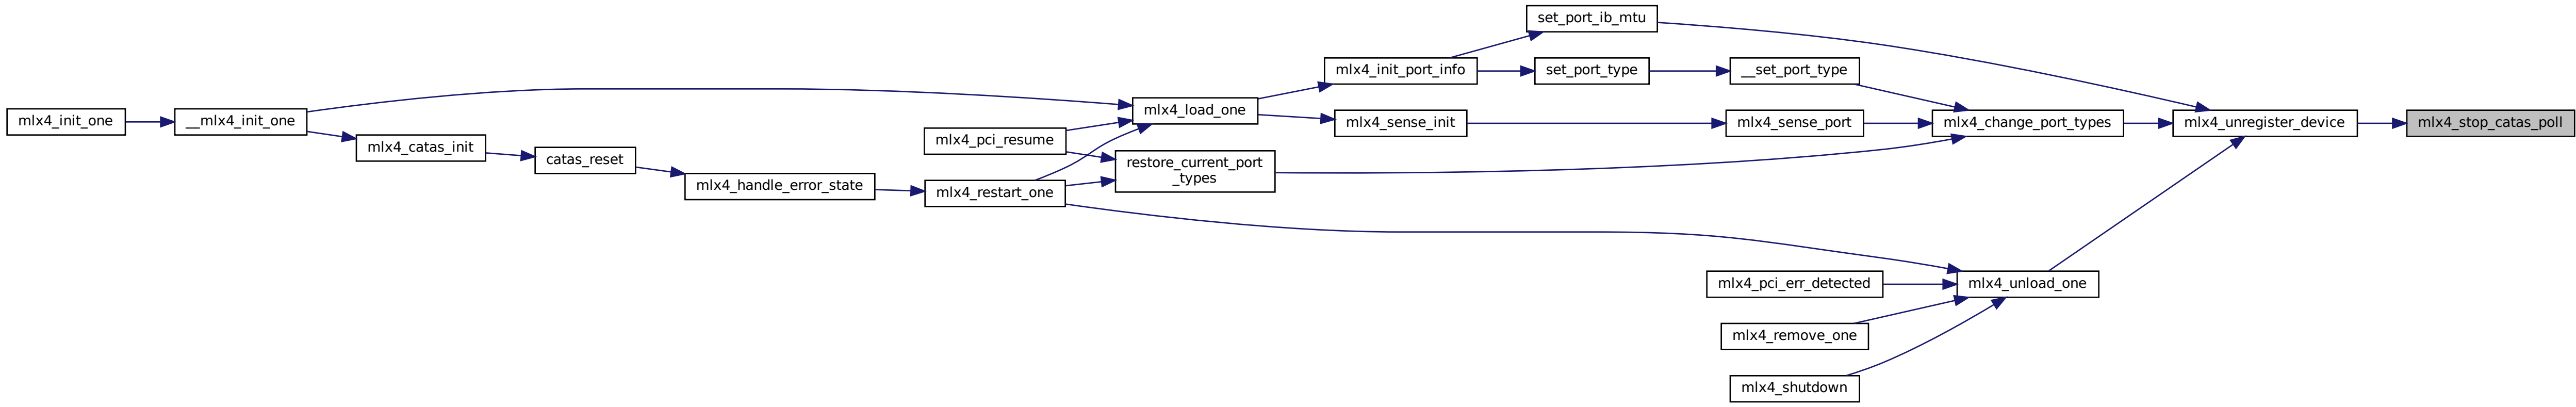 set_port_ib_mtu
mlx4_init_port_info
set_port_type
__set_port_type
mlx4_load_one
mlx4_init_one
__mlx4_init_one
mlx4_sense_init
mlx4_sense_port
mlx4_change_port_types
mlx4_unregister_device
mlx4_stop_catas_poll
mlx4_pci_resume
mlx4_catas_init
catas_reset
restore_current_port
_types
mlx4_handle_error_state
mlx4_restart_one
mlx4_pci_err_detected
mlx4_unload_one
mlx4_remove_one
mlx4_shutdown